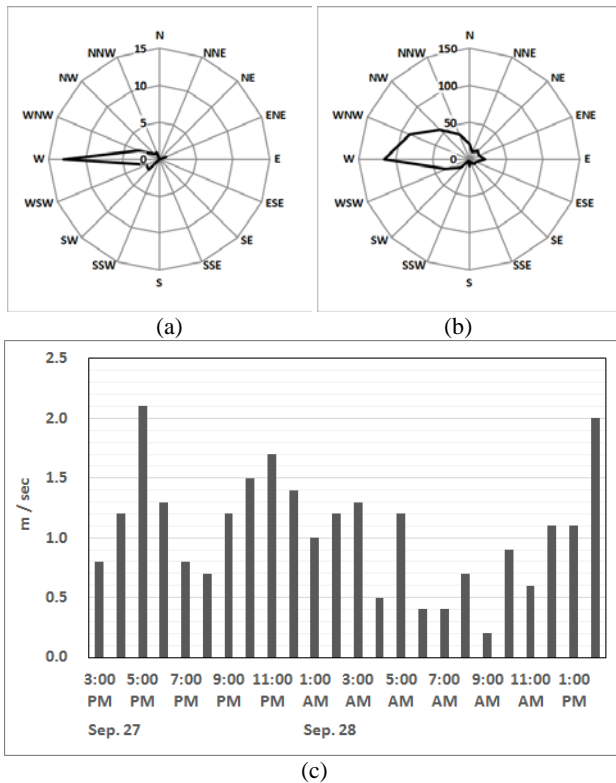 N
NNW NNE
NW NE
WNW ENE
W E
WSW ESE
SW SE
SSW SSE
S
15
10
5
0
(a)
N
NNW NNE
NW NE
WNW ENE
W E
WSW ESE
SW SE
SSW SSE
S
150
100
50
0
(b)
2.5
2.0
1.5
1.0
0.5
0.0
m / sec
3:00 5:00 7:00 9:00 11:00 1:00 3:00 5:00 7:00 9:00 11:00 1:00
PM PM PM PM PM AM AM AM AM AM AM PM
Sep. 27 Sep. 28
(c)